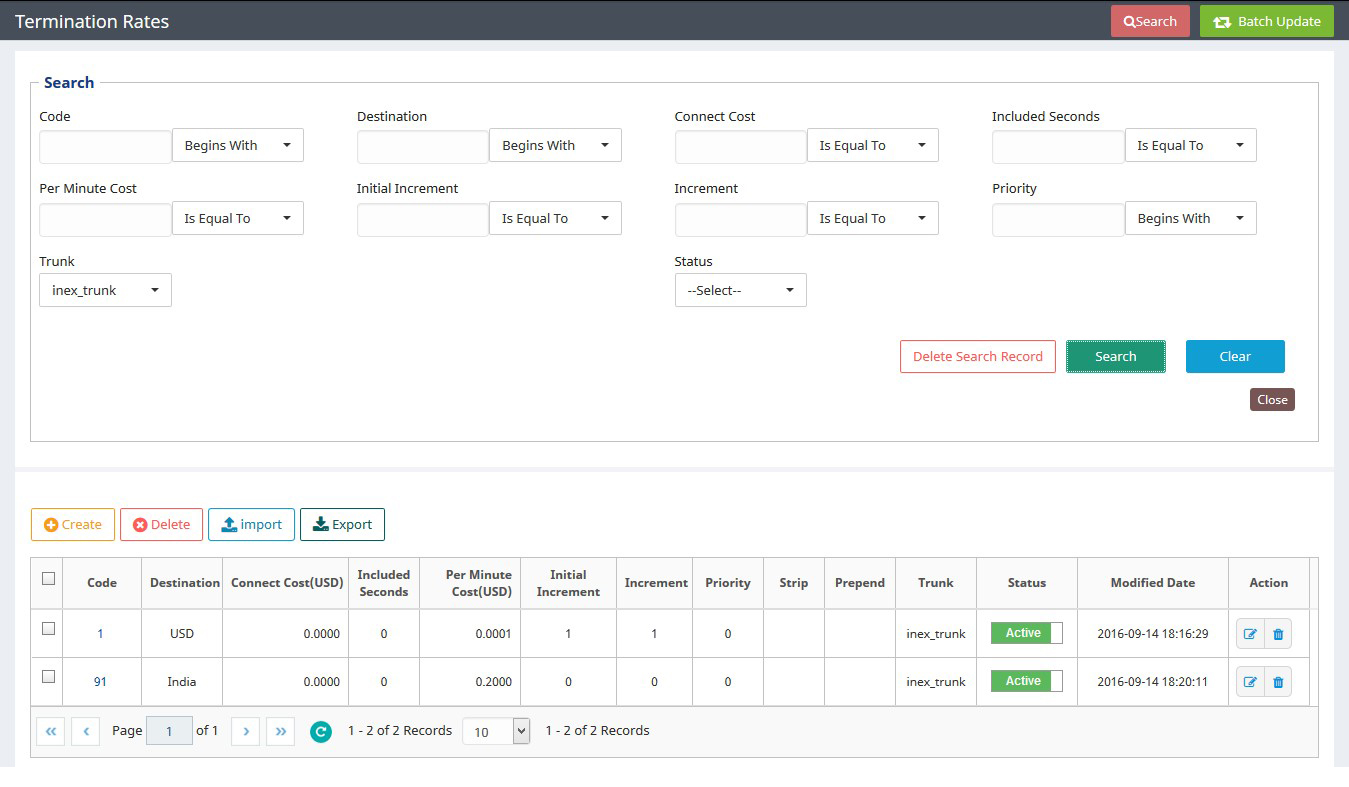 Termination Rates Search Batch Update
Search
Code Destination Connect Cost Included Seconds
Begins With Begins With Is Equal To Is Equal To
Per Minute Cost Initial Increment Increment Priority
Is Equal To Is Equal To Is Equal To Begins With
Trunk Status
inex_trunk --Select--
Delete Search Record Search Clear
Close
Create Delete import Export
Code Destination Connect Cost(USD) Included Seconds Per Minute Cost(USD) Initial Increment Increment Priority Strip Prepend Trunk Status Modified Date Action
1 USD 0.0000 0 0.0001 1 1 0 inex_trunk Active 2016-09-14 18:16:29
91 India 0.0000 0 0.2000 0 0 0 inex_trunk Active 2016-09-14 18:20:11
« ‹ Page 1 of 1 › » 1 - 2 of 2 Records 10 1 - 2 of 2 Records